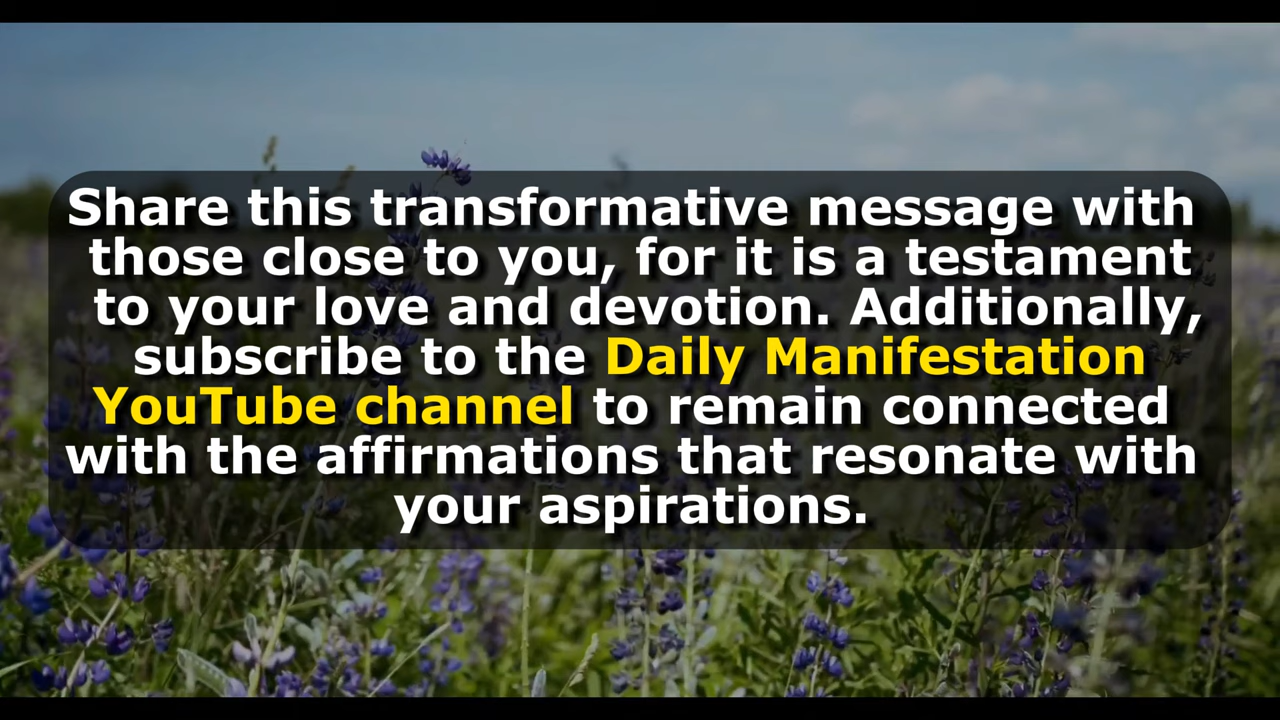 Share this transformative message with
those close to you, for it is a testament
to your love and devotion. Additionally,
subscribe to the Daily Manifestation
YouTube channel to remain connected
with the affirmations that resonate with
your aspirations.